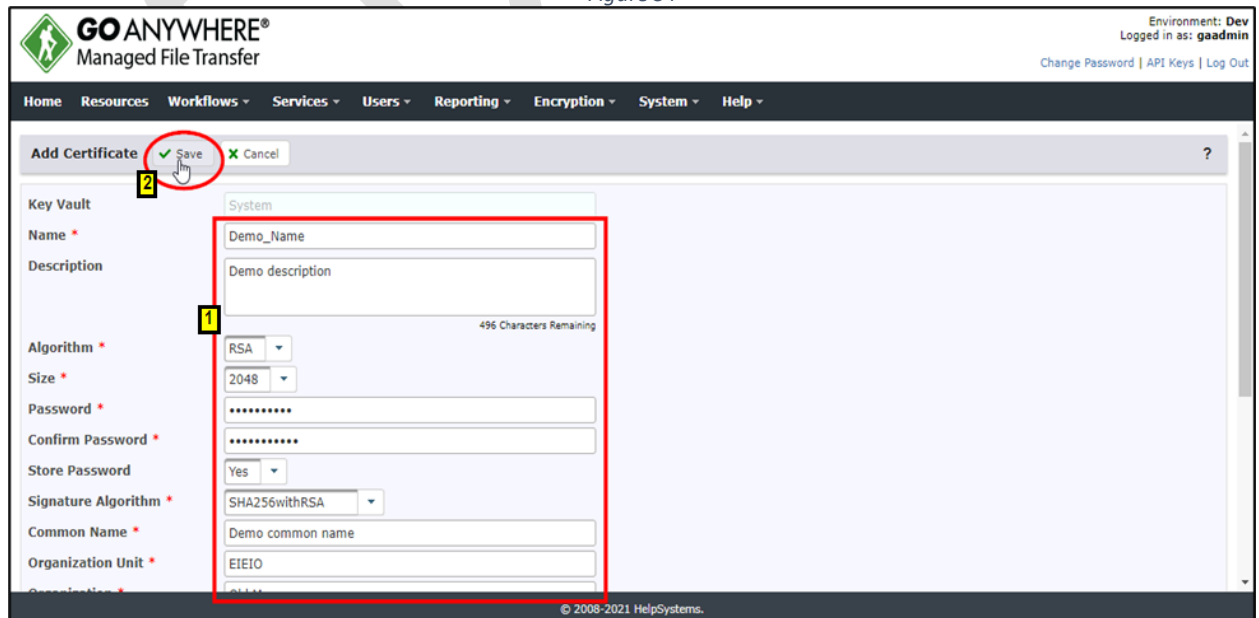 GO ANYWHERE®
Managed File Transfer
Environment: Dev
Logged in as: gaadmin
Change Password | API Keys | Log Out
Home Resources Workflows Services Users Reporting Encryption System Help
Add Certificate Save Cancel ?
2
Key Vault System
Name * Demo_Name
Description Demo description
1
496 Characters Remaining
Algorithm * RSA
Size * 2048
Password * ••••••••••
Confirm Password * •••••••••••
Store Password Yes
Signature Algorithm * SHA256withRSA
Common Name * Demo common name
Organization Unit * EIEIO
© 2008-2021 HelpSystems.